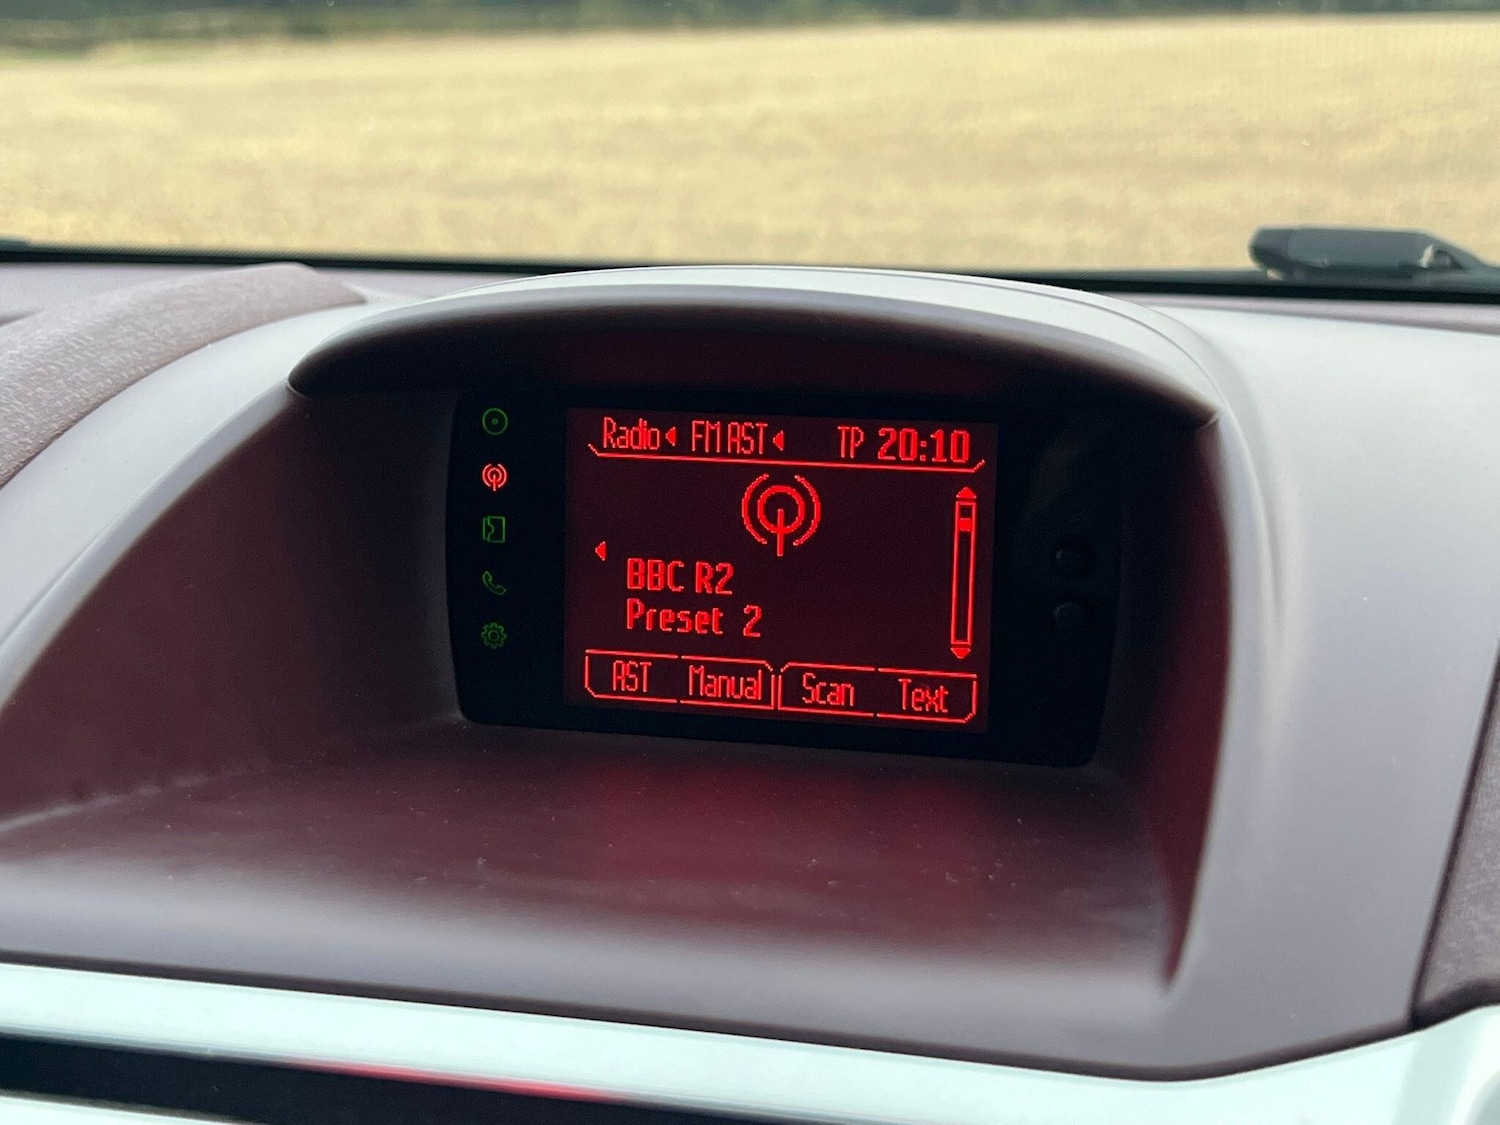 Radio FM AST TP 20:10
BBC R2
Preset 2
AST Manual Scan Text